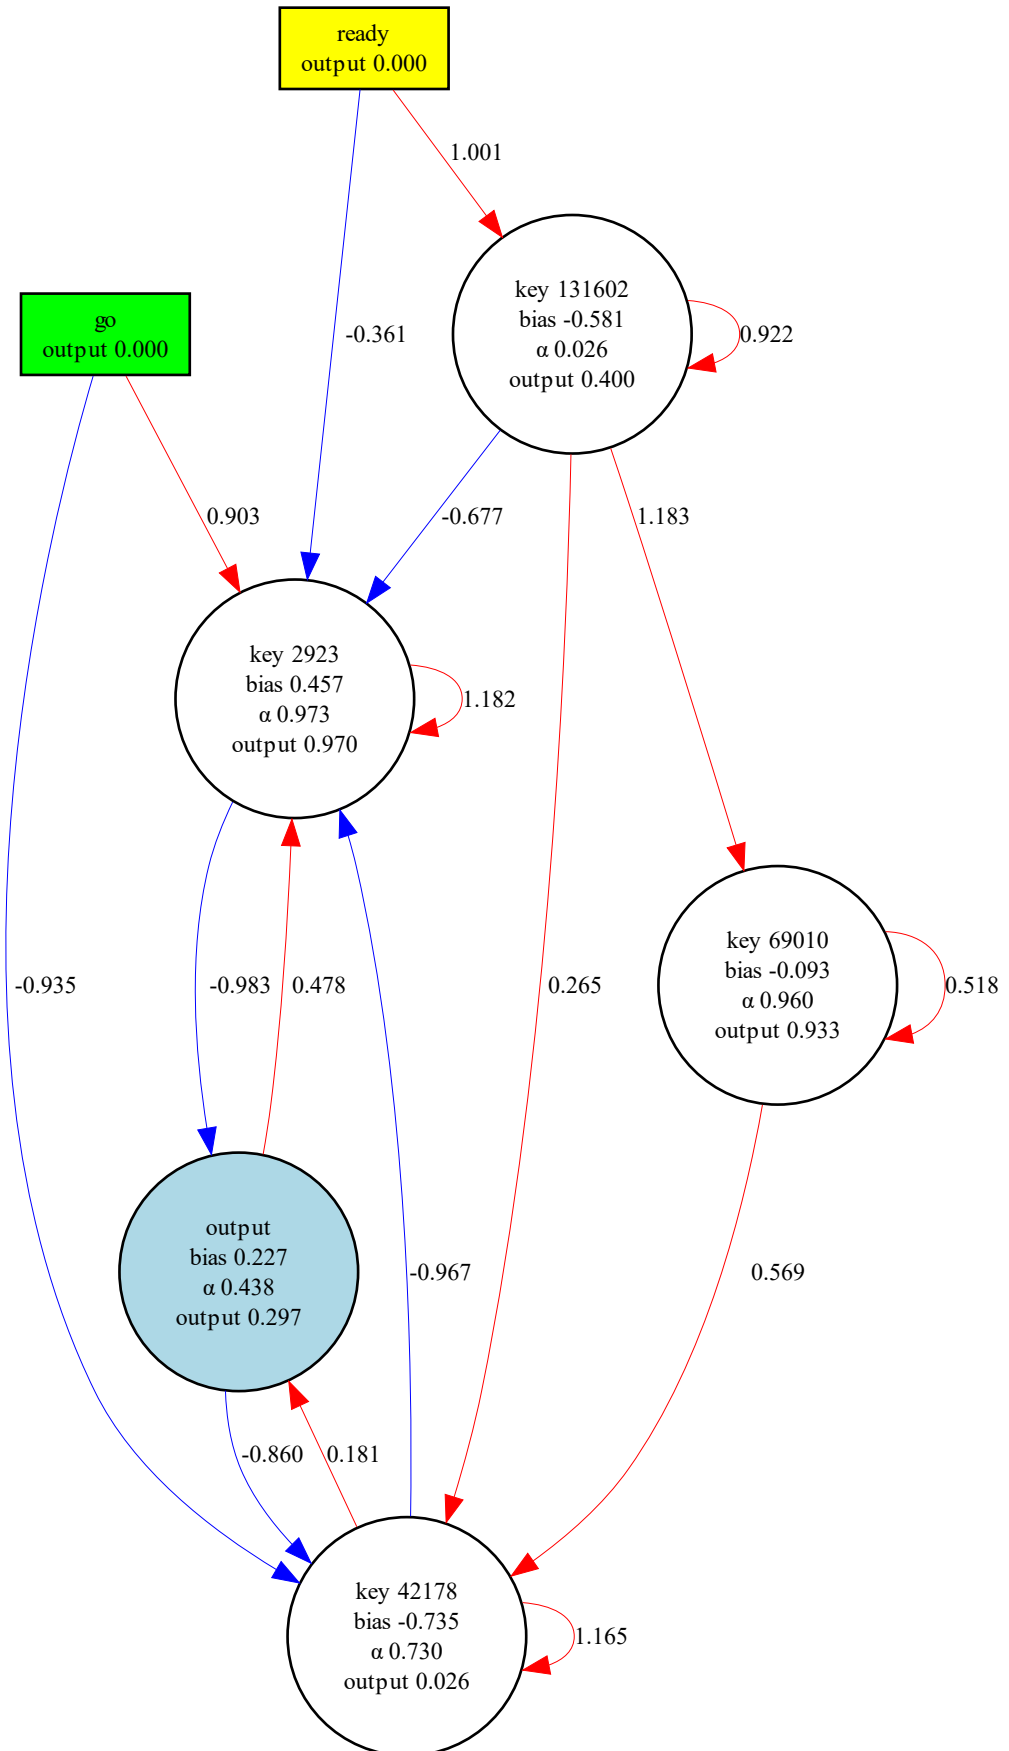 ready
output 0.000
1.001
key 131602
bias -0.581
α 0.026
output 0.400
0.922
go
output 0.000
-0.361
0.903
-0.677
1.183
key 2923
bias 0.457
α 0.973
output 0.970
1.182
key 69010
bias -0.093
α 0.960
output 0.933
0.518
-0.935
-0.983
0.478
0.265
output
bias 0.227
α 0.438
output 0.297
-0.967
0.569
-0.860
0.181
key 42178
bias -0.735
α 0.730
output 0.026
1.165